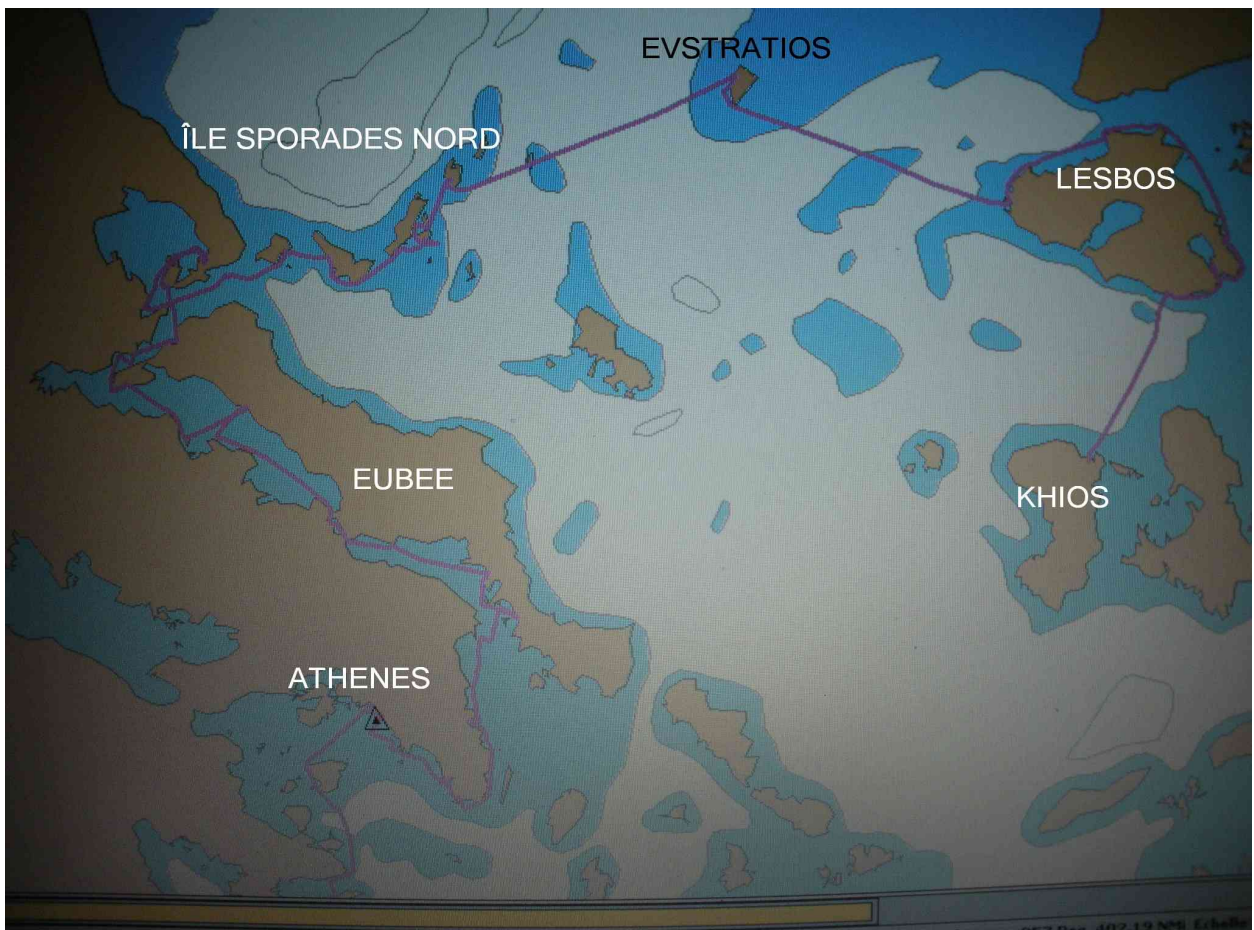 EVSTRATIOS
ÎLE SPORADES NORD
LESBOS
EUBEE
KHIOS
ATHENES